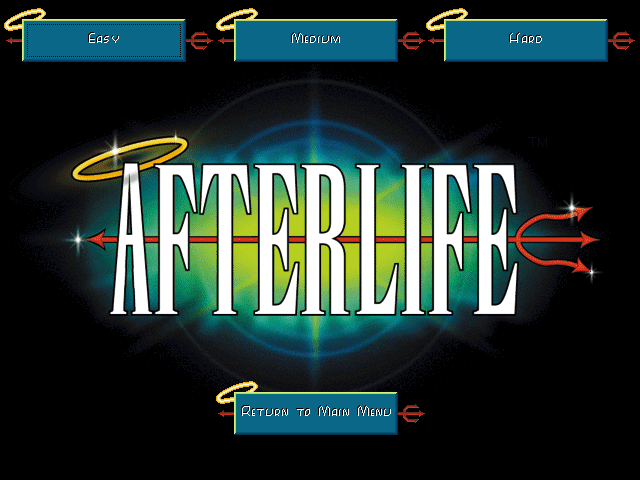 Easy
Medium
Hard
TM
AFTERLIFE
Return to Main Menu